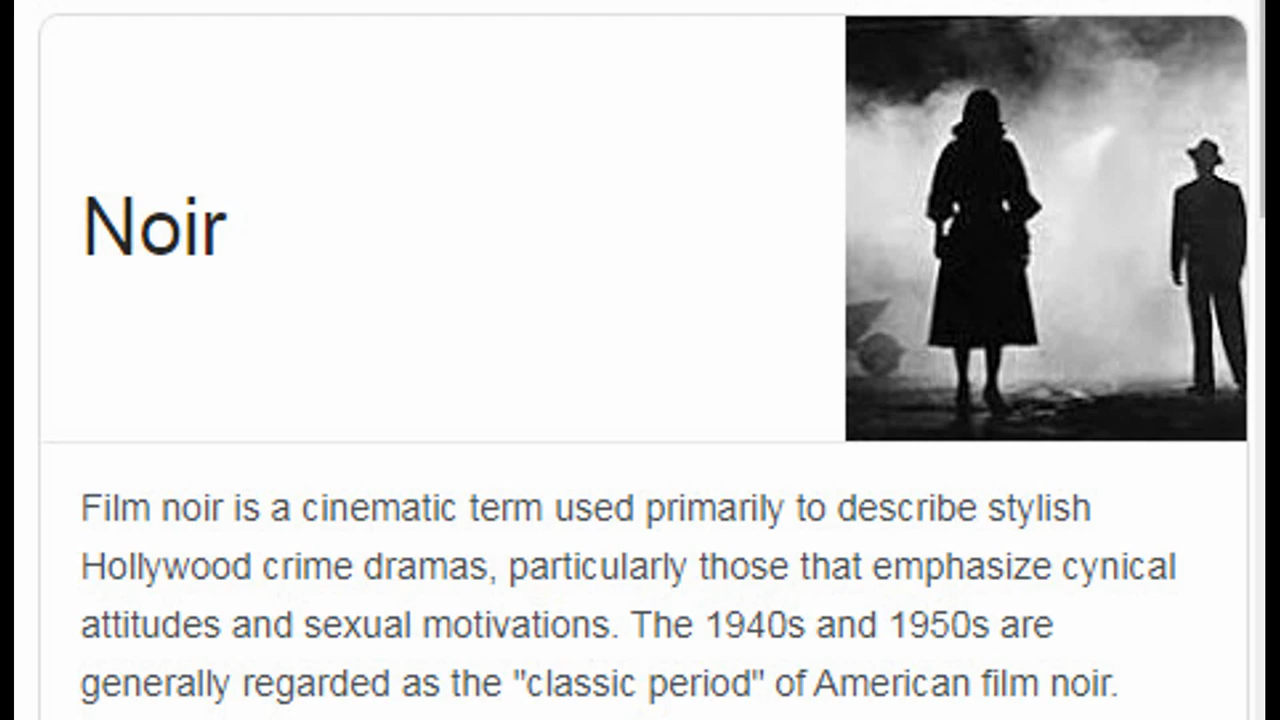 Noir
Film noir is a cinematic term used primarily to describe stylish
Hollywood crime dramas, particularly those that emphasize cynical
attitudes and sexual motivations. The 1940s and 1950s are
generally regarded as the "classic period" of American film noir.